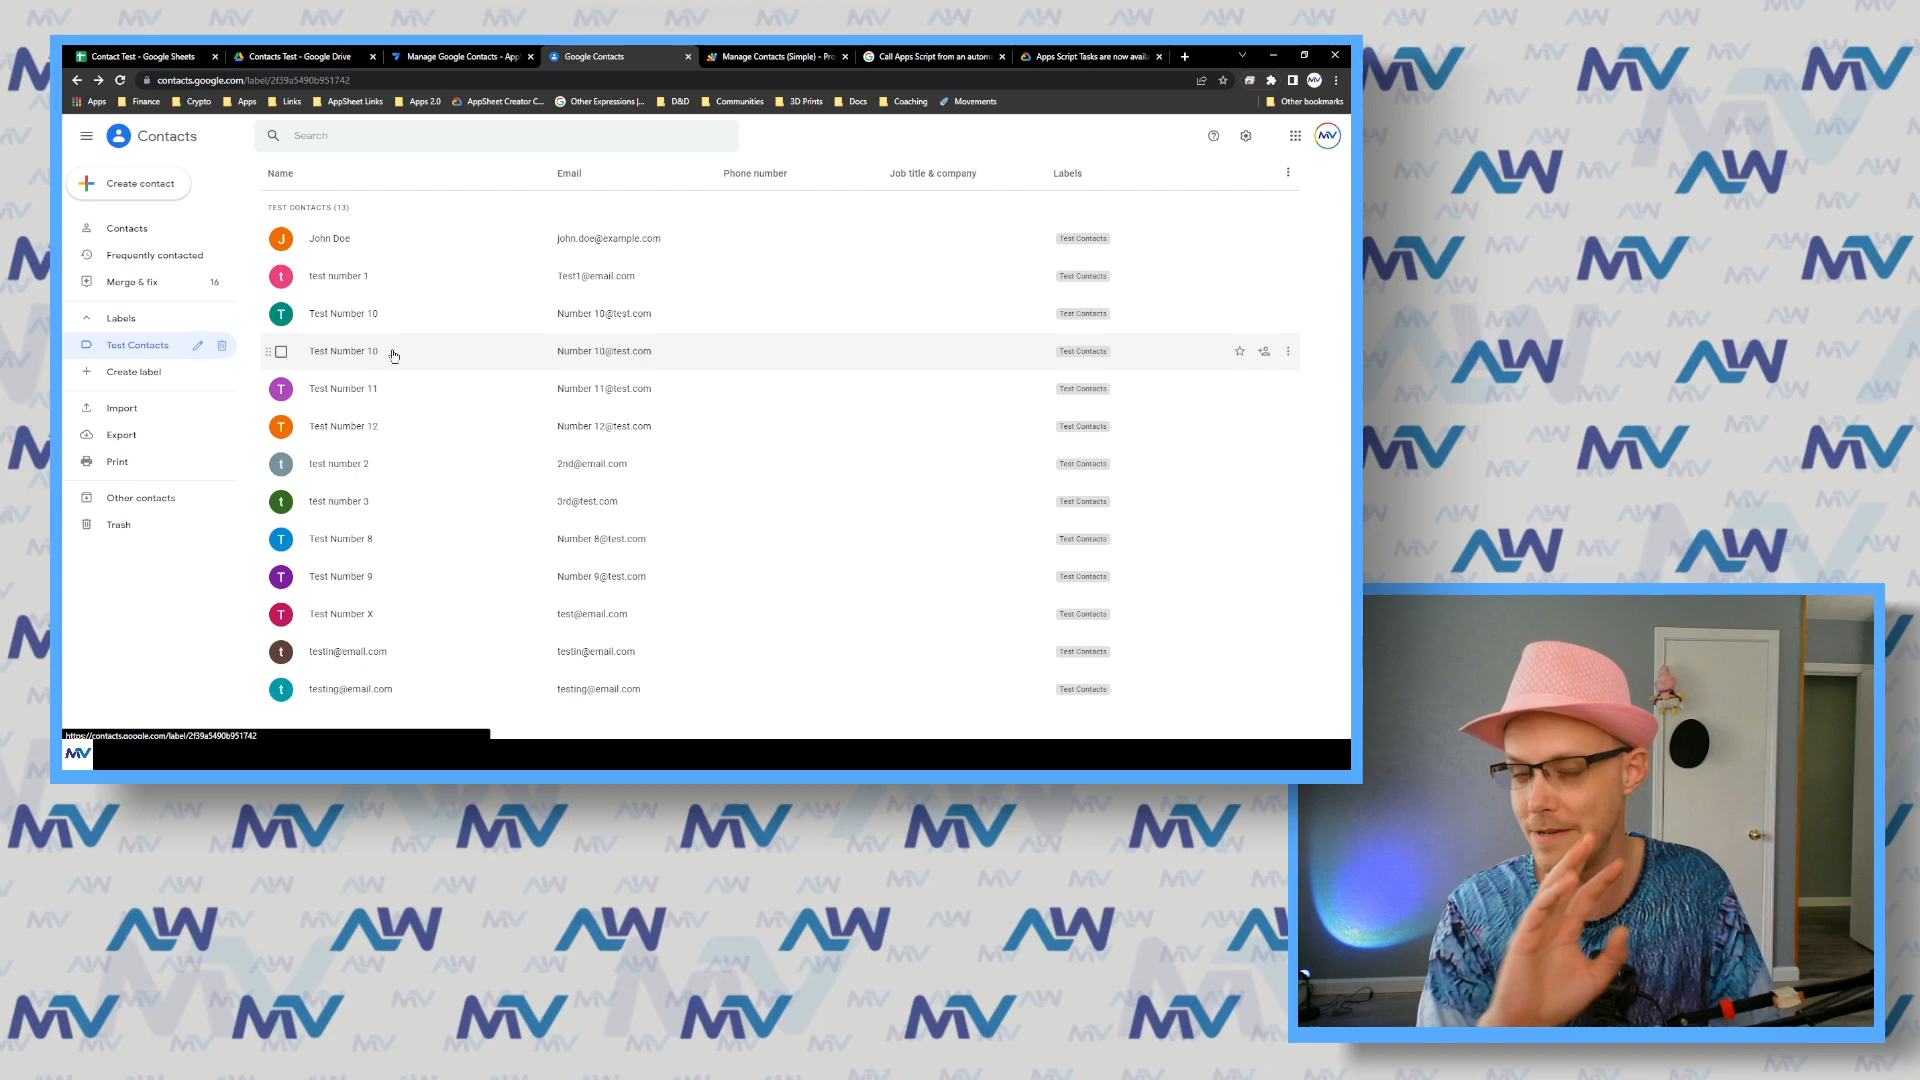 Contact Test - Google Sheets
Contacts Test - Google Drive
Manage Google Contacts - App
Google Contacts
Manage Contacts (Simple) - Pro
Call Apps Script from an autom
Apps Script Tasks are now avail
contacts.google.com/label/2f39a5490b951742
Apps Finance Crypto Apps Links AppSheet Links Apps 2.0 AppSheet Creator C... Other Expressions |... D&D Communities 3D Prints Docs Coaching Movements Other bookmarks
Contacts
Search
MV
Create contact
Contacts
Frequently contacted
Merge & fix 16
Labels
Test Contacts
Create label
Import
Export
Print
Other contacts
Trash
Name Email Phone number Job title & company Labels
TEST CONTACTS (13)
J John Doe john.doe@example.com Test Contacts
t test number 1 Test1@email.com Test Contacts
T Test Number 10 Number 10@test.com Test Contacts
Test Number 10 Number 10@test.com Test Contacts
T Test Number 11 Number 11@test.com Test Contacts
T Test Number 12 Number 12@test.com Test Contacts
t test number 2 2nd@email.com Test Contacts
t test number 3 3rd@test.com Test Contacts
T Test Number 8 Number 8@test.com Test Contacts
T Test Number 9 Number 9@test.com Test Contacts
T Test Number X test@email.com Test Contacts
t testin@email.com testin@email.com Test Contacts
t testing@email.com testing@email.com Test Contacts
https://contacts.google.com/label/2f39a5490b951742
MV